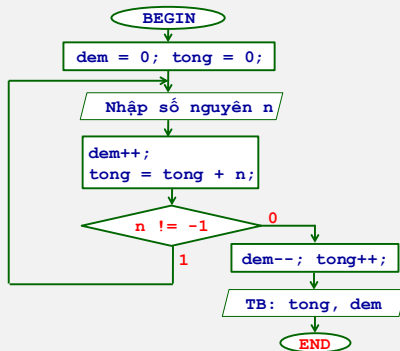 BEGIN
dem = 0; tong = 0;
Nhập số nguyên n
dem++;
tong = tong + n;
n != -1
0
1
dem--; tong++;
TB: tong, dem
END